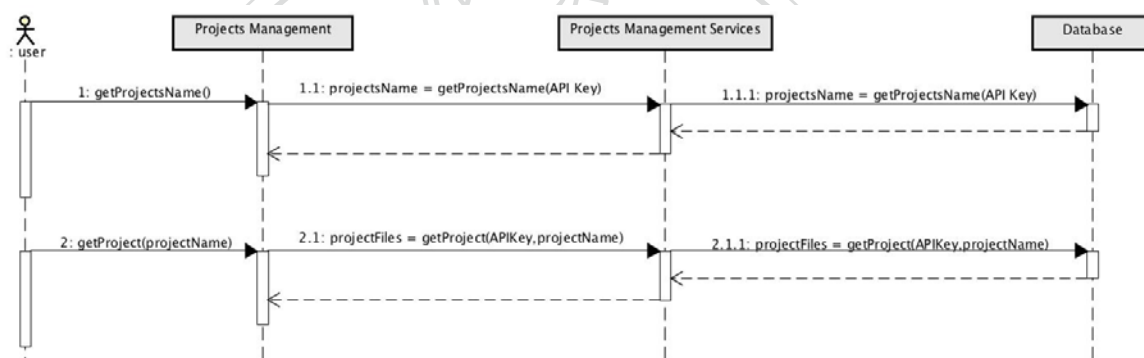 Projects Management
Projects Management Services
Database
: user
1: getProjectsName()
1.1: projectsName = getProjectsName(API Key)
1.1.1: projectsName = getProjectsName(API Key)
2: getProject(projectName)
2.1: projectFiles = getProject(APIKey,projectName)
2.1.1: projectFiles = getProject(APIKey,projectName)